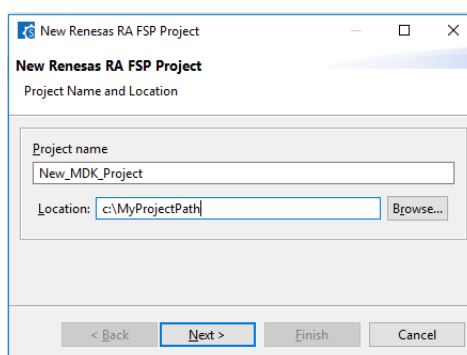 New Renesas RA FSP Project
New Renesas RA FSP Project
Project Name and Location
Project name
New_MDK_Project
Location: c:\MyProjectPath Browse...
< Back Next > Finish Cancel